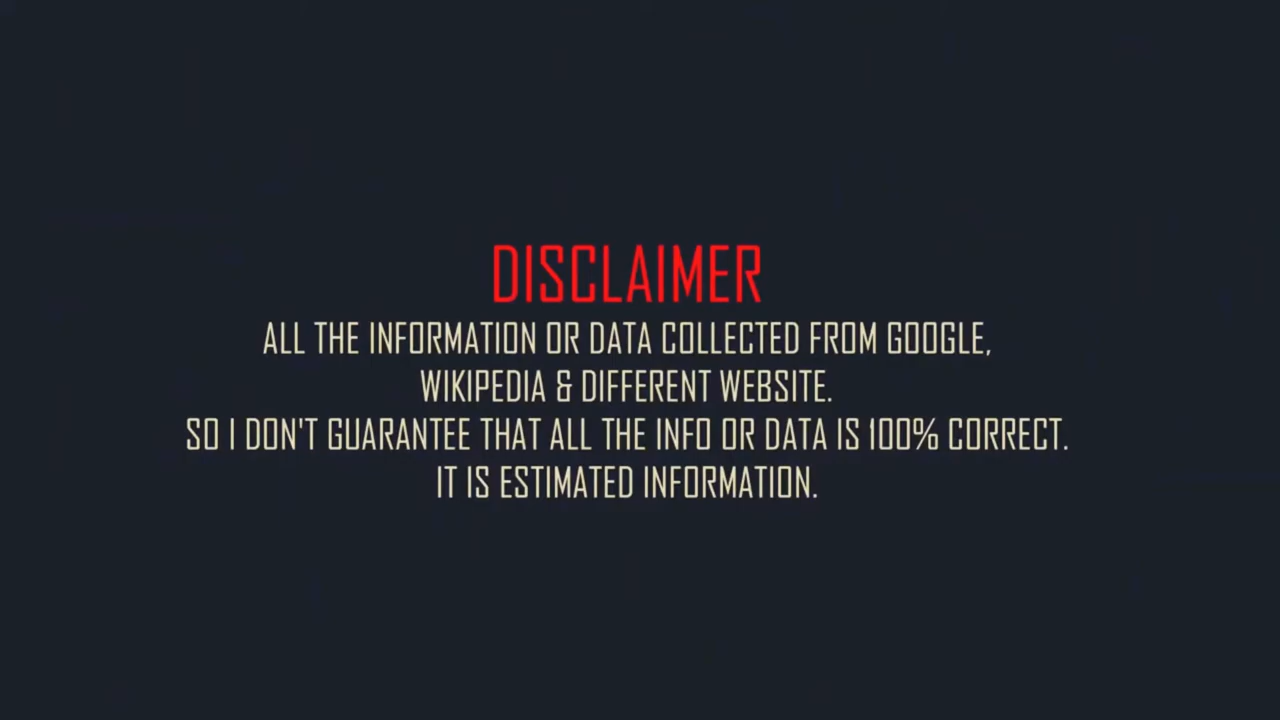 DISCLAIMER
ALL THE INFORMATION OR DATA COLLECTED FROM GOOGLE,
WIKIPEDIA & DIFFERENT WEBSITE.
SO I DON'T GUARANTEE THAT ALL THE INFO OR DATA IS 100% CORRECT.
IT IS ESTIMATED INFORMATION.